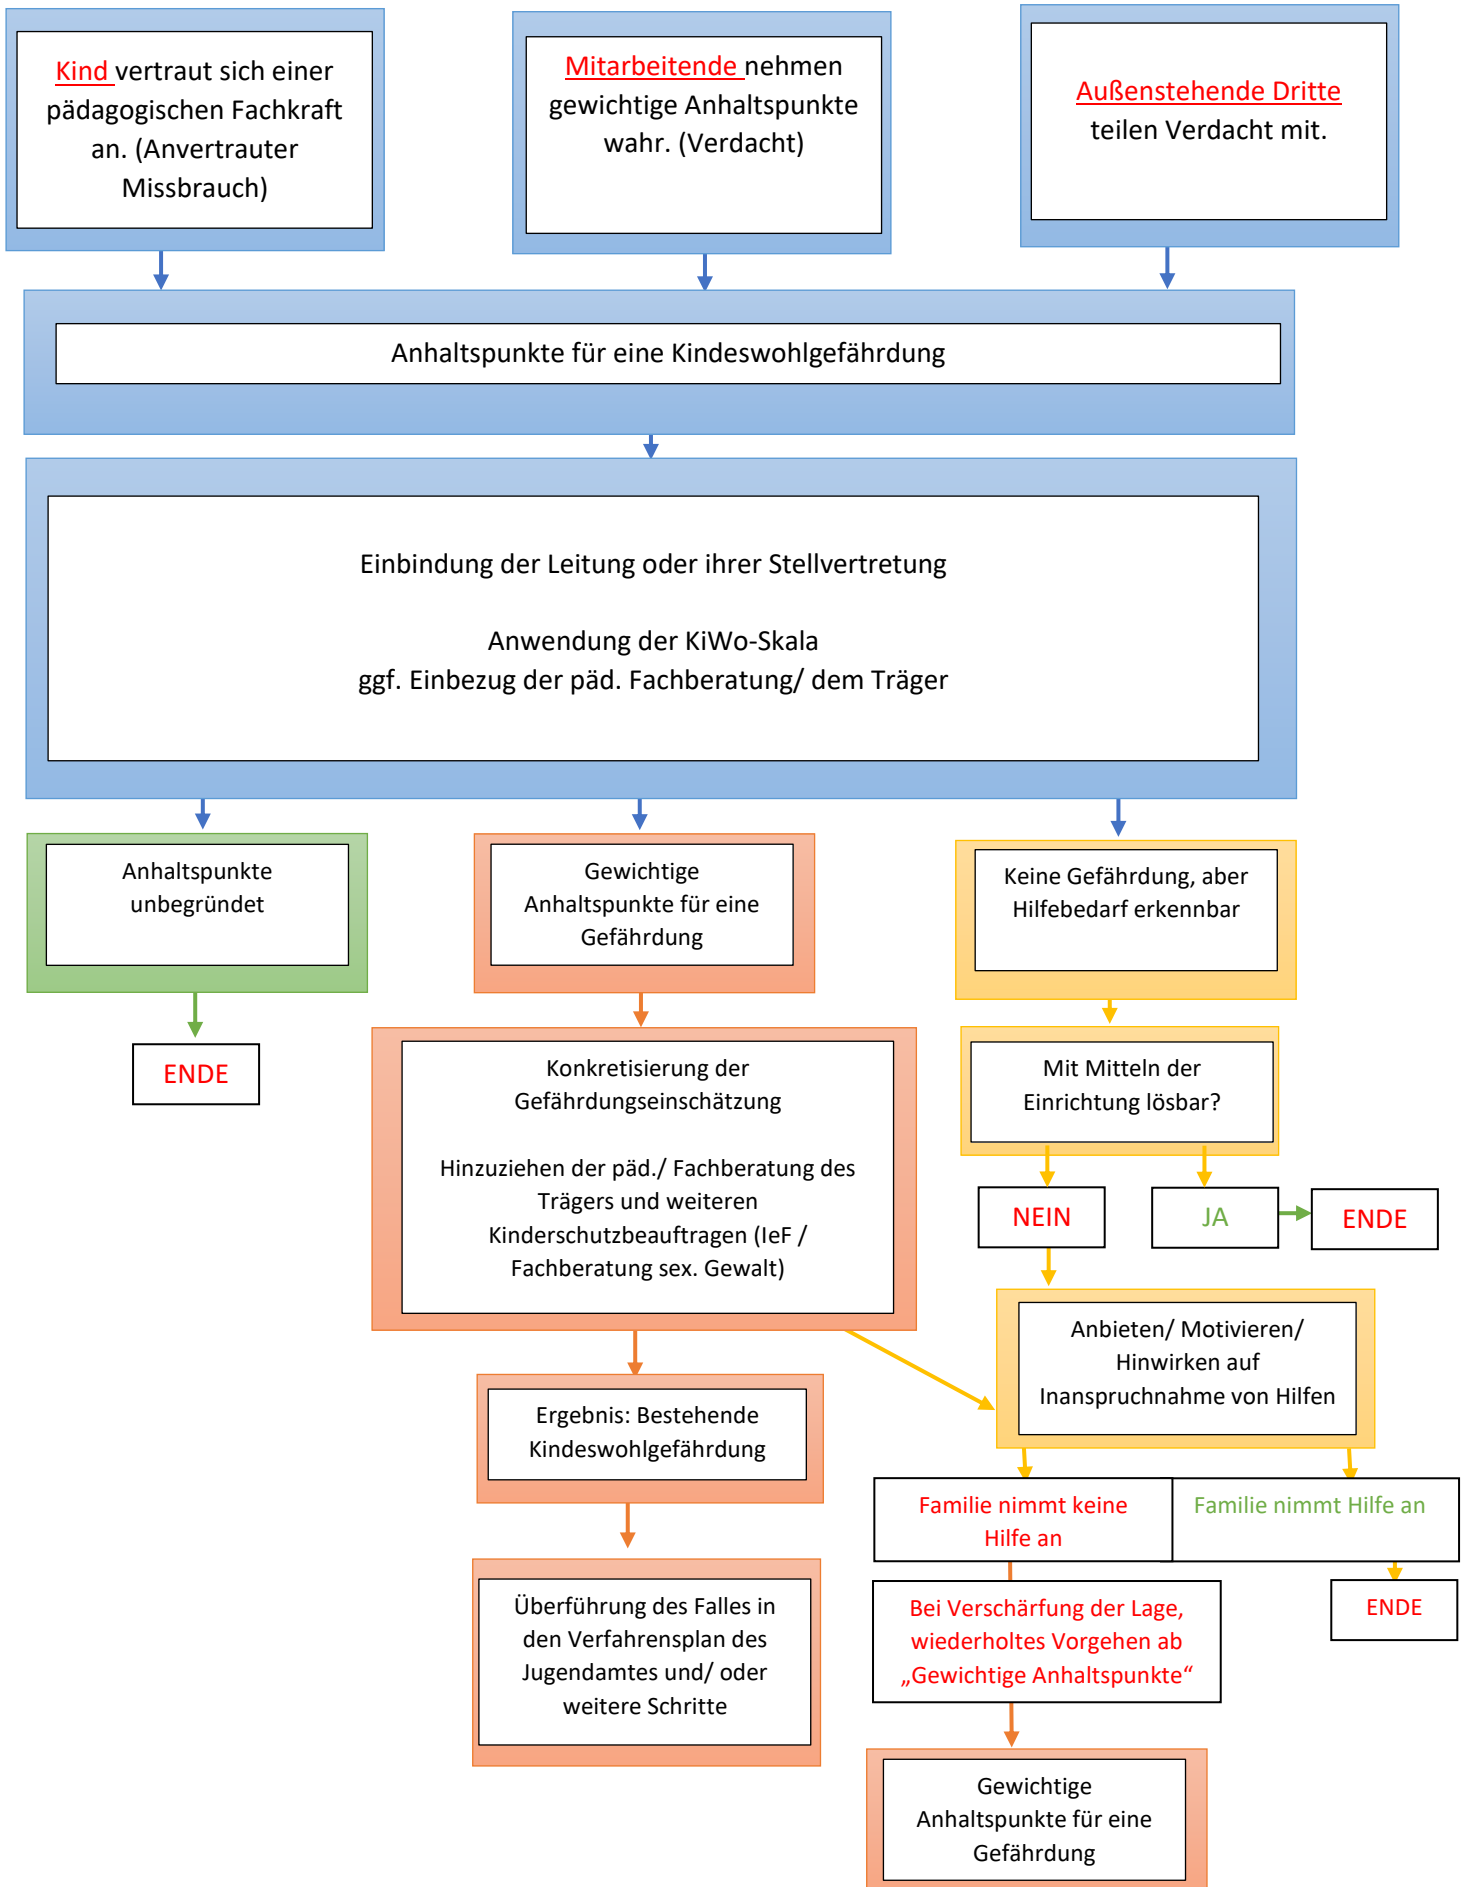 Kind vertraut sich einer
pädagogischen Fachkraft
an. (Anvertrauter
Missbrauch)
Mitarbeitende nehmen
gewichtige Anhaltspunkte
wahr. (Verdacht)
Außenstehende Dritte
teilen Verdacht mit.
Anhaltspunkte für eine Kindeswohlgefährdung
Einbindung der Leitung oder ihrer Stellvertretung
Anwendung der KiWo-Skala
ggf. Einbezug der päd. Fachberatung/ dem Träger
Anhaltspunkte
unbegründet
ENDE
Gewichtige
Anhaltspunkte für eine
Gefährdung
Keine Gefährdung, aber
Hilfebedarf erkennbar
Konkretisierung der
Gefährdungseinschätzung
Hinzuziehen der päd./ Fachberatung des
Trägers und weiteren
Kinderschutzbeauftragen (IeF /
Fachberatung sex. Gewalt)
Mit Mitteln der
Einrichtung lösbar?
NEIN
JA
ENDE
Anbieten/ Motivieren/
Hinwirken auf
Inanspruchnahme von Hilfen
Ergebnis: Bestehende
Kindeswohlgefährdung
Familie nimmt keine
Hilfe an
Familie nimmt Hilfe an
Überführung des Falles in
den Verfahrensplan des
Jugendamtes und/ oder
weitere Schritte
Bei Verschärfung der Lage,
wiederholtes Vorgehen ab
„Gewichtige Anhaltspunkte“
ENDE
Gewichtige
Anhaltspunkte für eine
Gefährdung